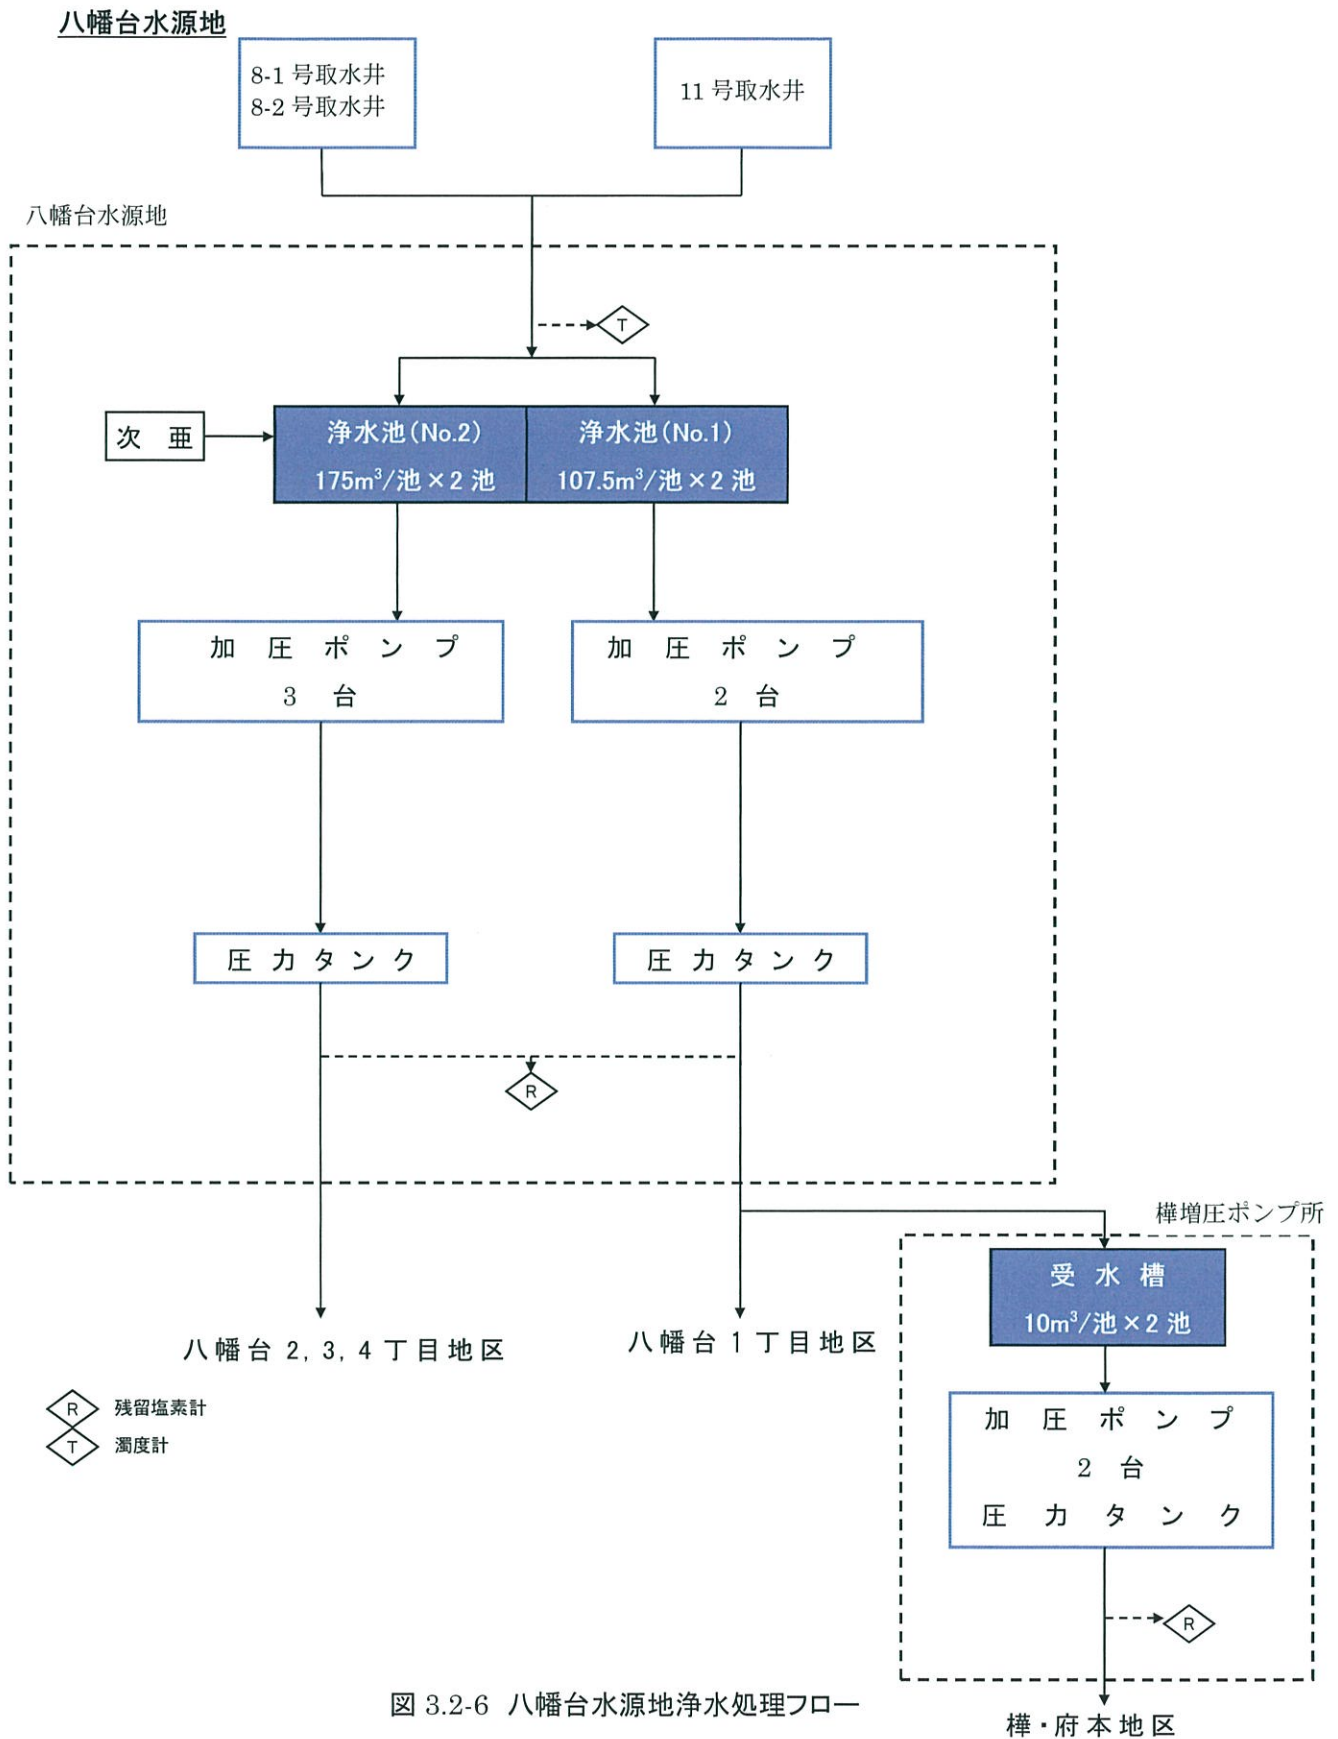 八幡台水源地
8-1 号取水井
8-2 号取水井
11 号取水井
八幡台水源地
T
次 亜
浄水池(No.2)
175m³/池×2 池
浄水池(No.1)
107.5m³/池×2 池
加 圧 ポ ン プ
3 台
加 圧 ポ ン プ
2 台
圧 力 タ ン ク
圧 力 タ ン ク
R
樺増圧ポンプ所
受 水 槽
10m³/池×2 池
八幡台 2, 3, 4 丁目地区
八幡台 1 丁目地区
R 残留塩素計
T 濁度計
加 圧 ポ ン プ
2 台
圧 力 タ ン ク
R
図 3.2-6 八幡台水源地浄水処理フロー
樺・府本地区